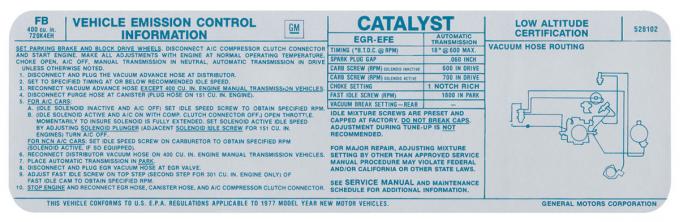 FB
400 cu. in.
720K4EH
VEHICLE EMISSION CONTROL
INFORMATION
GM
SET PARKING BRAKE AND BLOCK DRIVE WHEELS. DISCONNECT A/C COMPRESSOR CLUTCH CONNECTOR
AND START ENGINE. MAKE ALL ADJUSTMENTS WITH ENGINE AT NORMAL OPERATING TEMPERATURE,
CHOKE OPEN, A/C OFF, MANUAL TRANSMISSION IN NEUTRAL, AUTOMATIC TRANSMISSION IN DRIVE
UNLESS OTHERWISE NOTED.
1. DISCONNECT AND PLUG THE VACUUM ADVANCE HOSE AT DISTRIBUTOR.
2. SET TO SPECIFIED TIMING AT OR BELOW RECOMMENDED IDLE SPEED.
3. RECONNECT VACUUM ADVANCE HOSE EXCEPT 400 CU. IN. ENGINE MANUAL TRANSMISSION VEHICLES.
4. DISCONNECT PURGE HOSE AT CANISTER (PLUG HOSE ON 151 CU. IN. ENGINE).
5. FOR A/C CARS:
A. (IDLE SOLENOID INACTIVE AND A/C OFF) SET IDLE SPEED SCREW TO OBTAIN SPECIFIED RPM.
B. (IDLE SOLENOID ACTIVE AND A/C ON WITH COMP. CLUTCH CONNECTOR OFF.) OPEN THROTTLE
MOMENTARILY TO INSURE SOLENOID IS FULLY EXTENDED. SET SOLENOID ACTIVE IDLE SPEED
BY ADJUSTING SOLENOID PLUNGER (ADJACENT SOLENOID IDLE SCREW FOR 151 CU. IN.
ENGINES) TURN A/C OFF.
FOR NCN A/C CARS: SET IDLE SPEED SCREW ON CARBURETOR TO OBTAIN SPECIFIED RPM
(SOLENOID ACTIVE, IF SO EQUIPPED).
6. RECONNECT DISTRIBUTOR VACUUM HOSE ON 400 CU. IN. ENGINE MANUAL TRANSMISSION VEHICLES.
7. PLACE AUTOMATIC TRANSMISSION IN PARK.
8. DISCONNECT AND PLUG EGR VACUUM HOSE AT EGR VALVE.
9. ADJUST FAST IDLE SCREW ON TOP STEP (SECOND STEP FOR 301 CU. IN. ENGINE ONLY) OF
FAST IDLE CAM TO OBTAIN SPECIFIED RPM.
10. STOP ENGINE AND RECONNECT EGR HOSE, CANISTER HOSE, AND A/C COMPRESSOR CLUTCH CONNECTOR.
CATALYST
EGR-EFE
AUTOMATIC
TRANSMISSION
TIMING (°B.T.D.C. @ RPM) 18°@ 600 MAX.
SPARK PLUG GAP .060 INCH
CARB SCREW (RPM) SOLENOID INACTIVE 600 IN DRIVE
CARB SCREW (RPM) SOLENOID ACTIVE 700 IN DRIVE
CHOKE SETTING 1 NOTCH RICH
FAST IDLE SCREW (RPM) 1800 IN PARK
VACUUM BREAK SETTING—REAR —
IDLE MIXTURE SCREWS ARE PRESET AND
CAPPED AT FACTORY. DO NOT BREAK CAPS.
ADJUSTMENT DURING TUNE-UP IS NOT
RECOMMENDED.
FOR MAJOR REPAIR, ADJUSTING MIXTURE
SETTING BY OTHER THAN APPROVED SERVICE
MANUAL PROCEDURE MAY VIOLATE FEDERAL
AND/OR CALIFORNIA OR OTHER STATE LAWS.
SEE SERVICE MANUAL AND MAINTENANCE
SCHEDULE FOR ADDITIONAL INFORMATION.
LOW ALTITUDE
CERTIFICATION
528102
VACUUM HOSE ROUTING
THIS VEHICLE CONFORMS TO U.S. E.P.A. REGULATIONS APPLICABLE TO 1977 MODEL YEAR NEW MOTOR VEHICLES.
GENERAL MOTORS CORPORATION